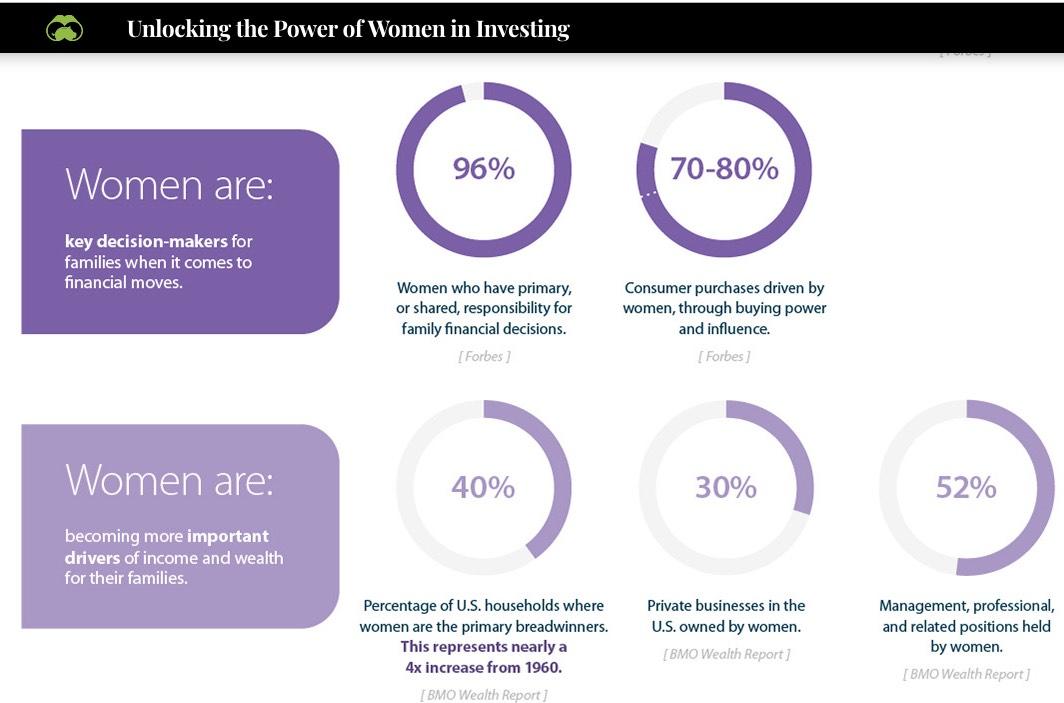 Unlocking the Power of Women in Investing
Women are:
key decision-makers for
families when it comes to
financial moves.
96%
Women who have primary,
or shared, responsibility for
family financial decisions.
[ Forbes ]
70-80%
Consumer purchases driven by
women, through buying power
and influence.
[ Forbes ]
Women are:
becoming more important
drivers of income and wealth
for their families.
40%
Percentage of U.S. households where
women are the primary breadwinners.
This represents nearly a
4x increase from 1960.
[ BMO Wealth Report ]
30%
Private businesses in the
U.S. owned by women.
[ BMO Wealth Report ]
52%
Management, professional,
and related positions held
by women.
[ BMO Wealth Report ]